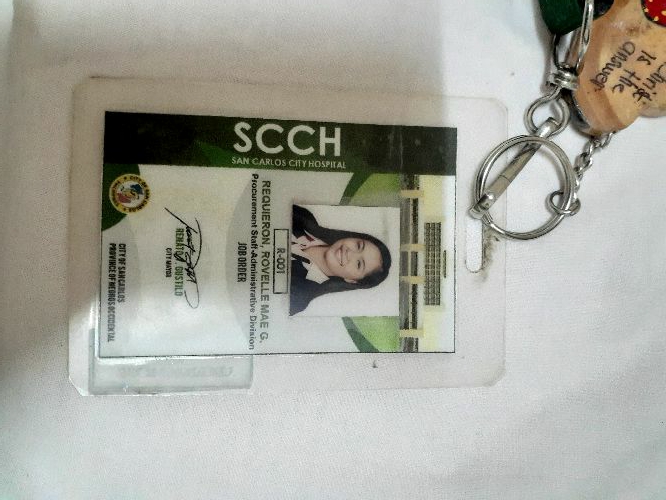 SCCH
SAN CARLOS CITY HOSPITAL
R-001
REQUIERON, ROVELLE MAE G.
Procurement Staff-Administrative Division
JOB ORDER
RENATO Y. GUSTILO
CITY MAYOR
CITY OF SAN CARLOS
PROVINCE OF NEGROS OCCIDENTAL
Christ
is the
answer